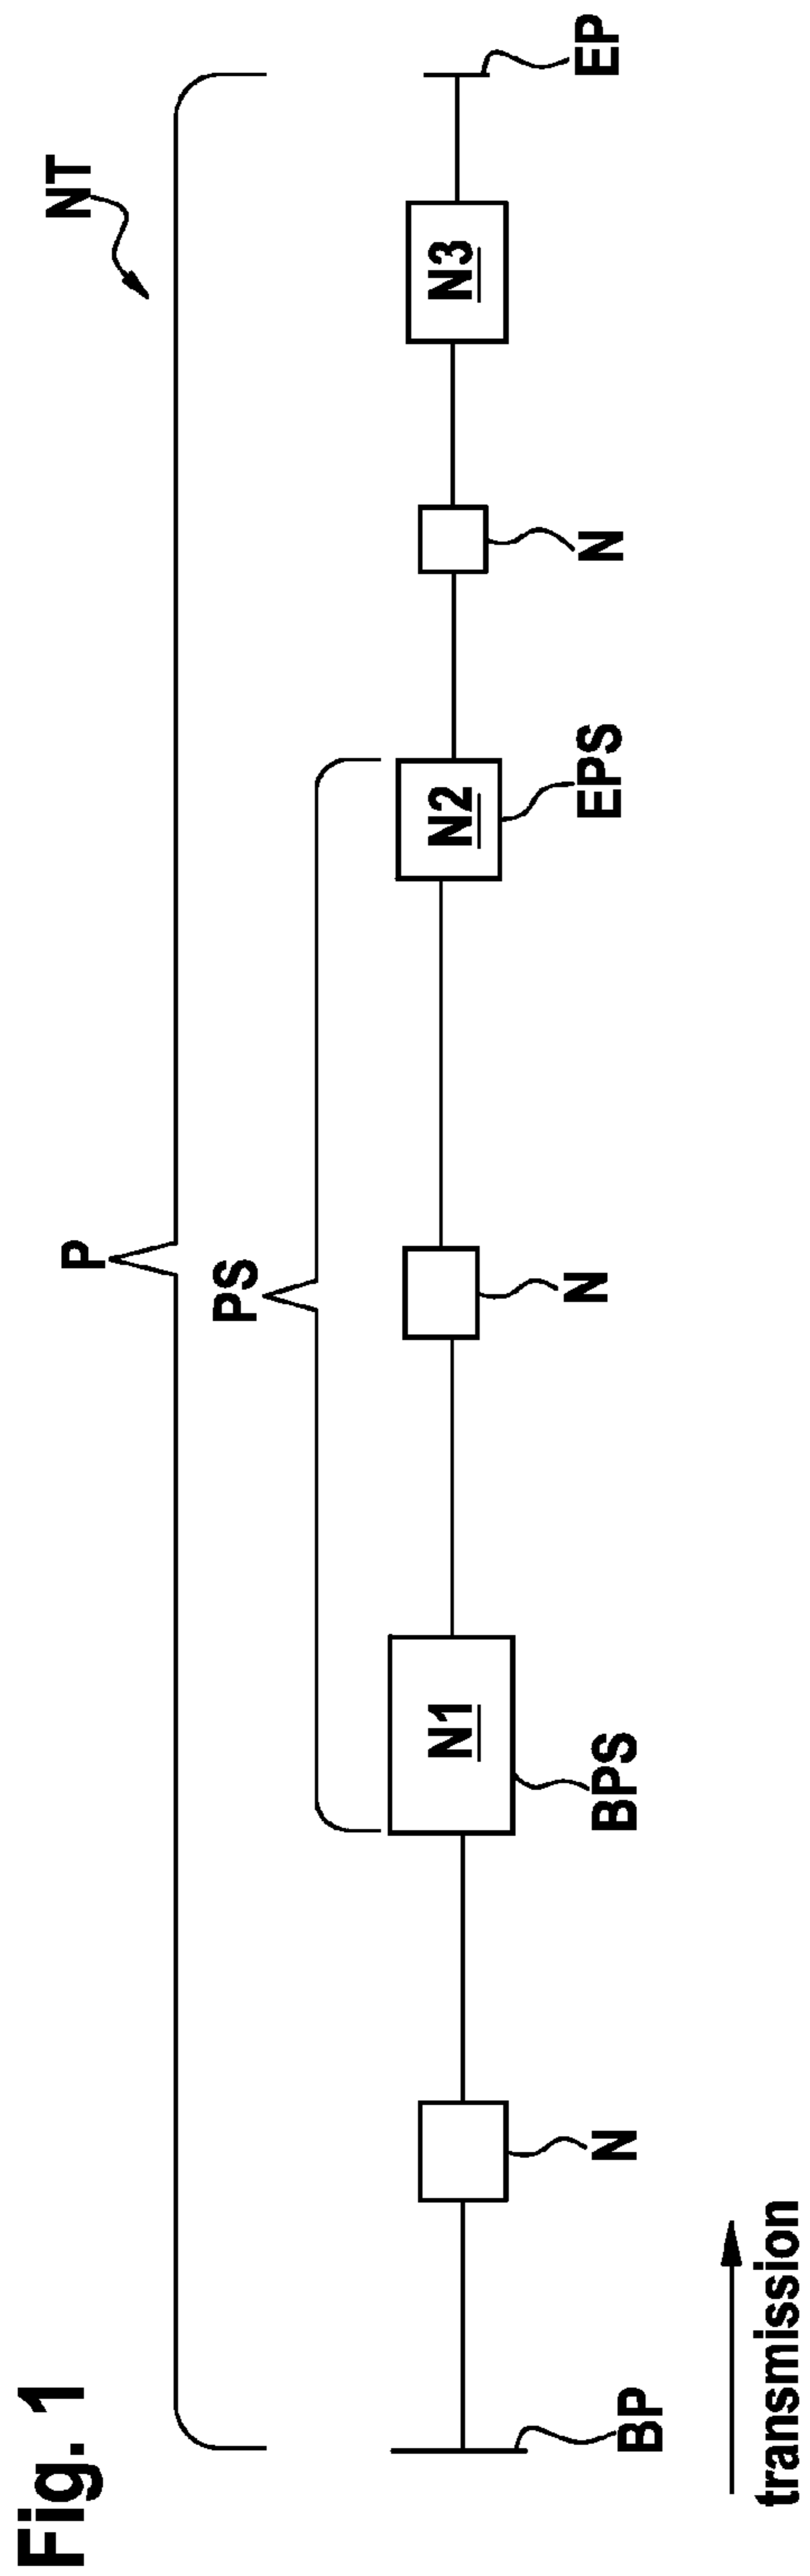 Fig. 1
NT
P
PS
N1
N2
N3
BP
N
BPS
N
EPS
N
EP
transmission